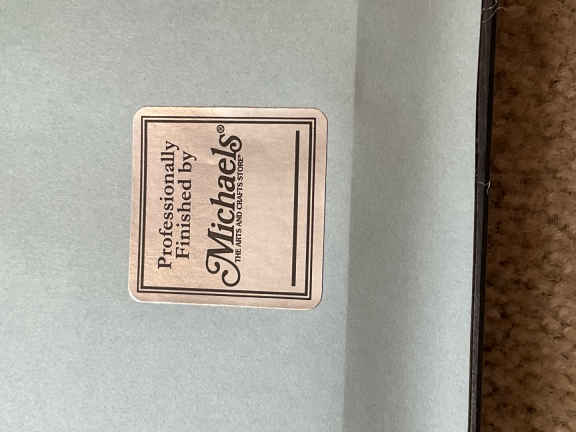 Professionally
Finished by
Michaels®
THE ARTS AND CRAFTS STORE®